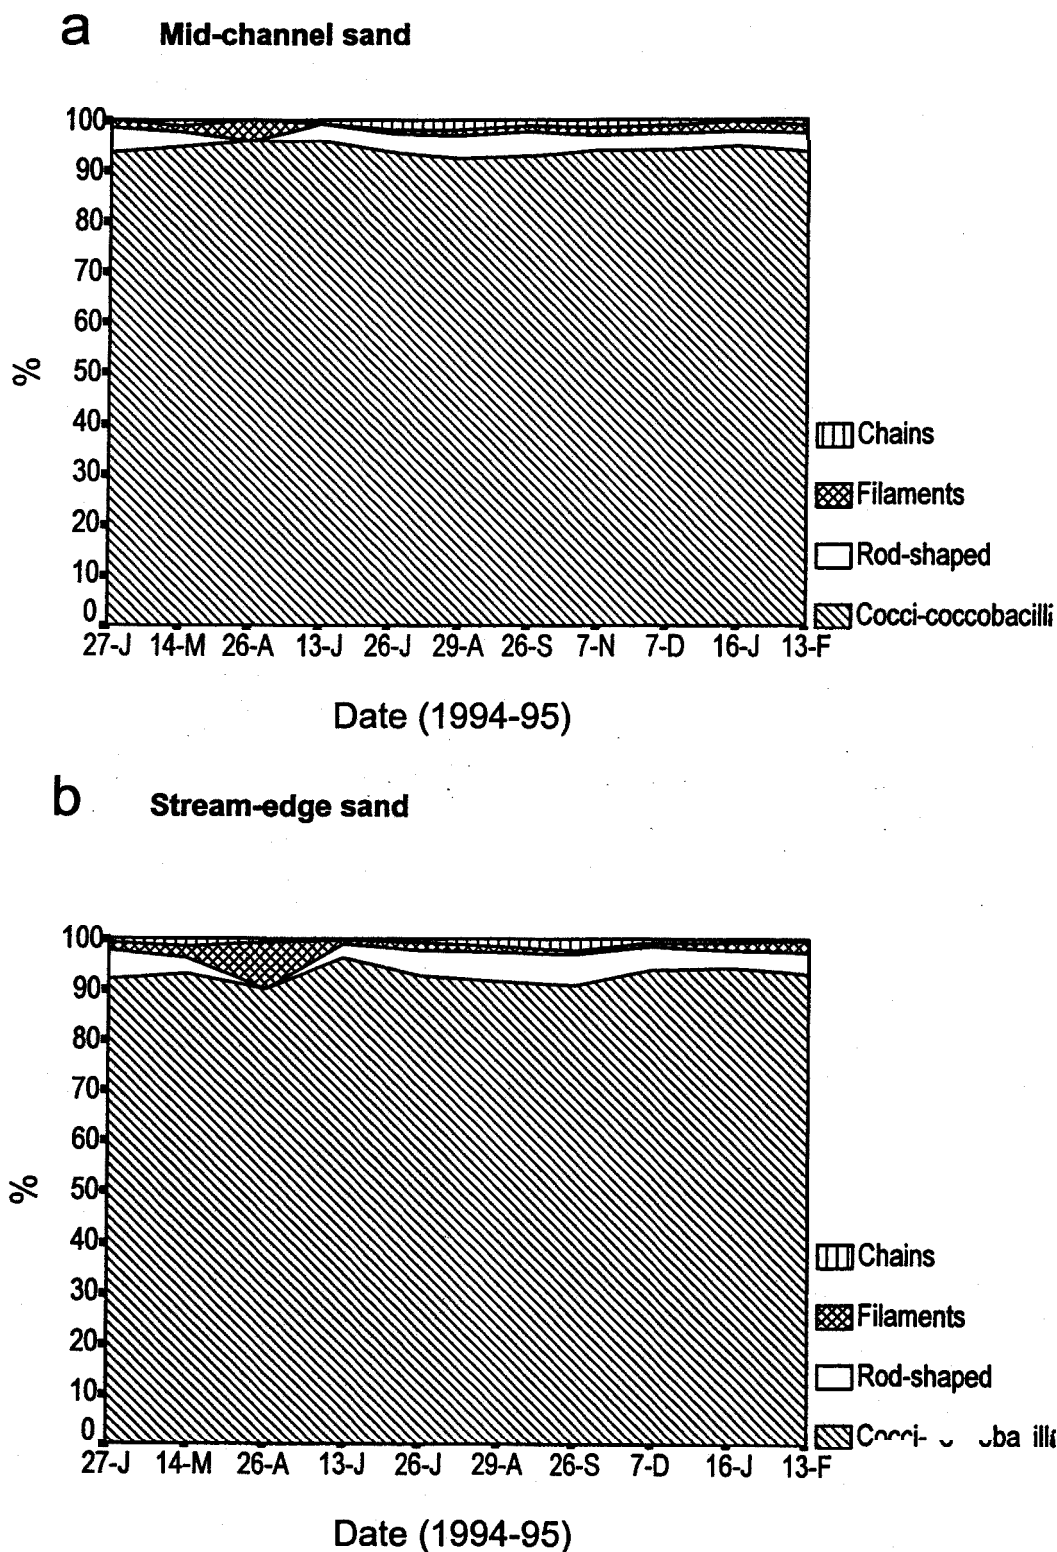 a Mid-channel sand
100
90
80
70
60
50
40
30
20
10
0
%
Chains
Filaments
Rod-shaped
Cocci-coccobacilli
27-J 14-M 26-A 13-J 26-J 29-A 26-S 7-N 7-D 16-J 13-F
Date (1994-95)
b Stream-edge sand
100
90
80
70
60
50
40
30
20
10
0
%
Chains
Filaments
Rod-shaped
27-J 14-M 26-A 13-J 26-J 29-A 26-S 7-D 16-J 13-F
Date (1994-95)